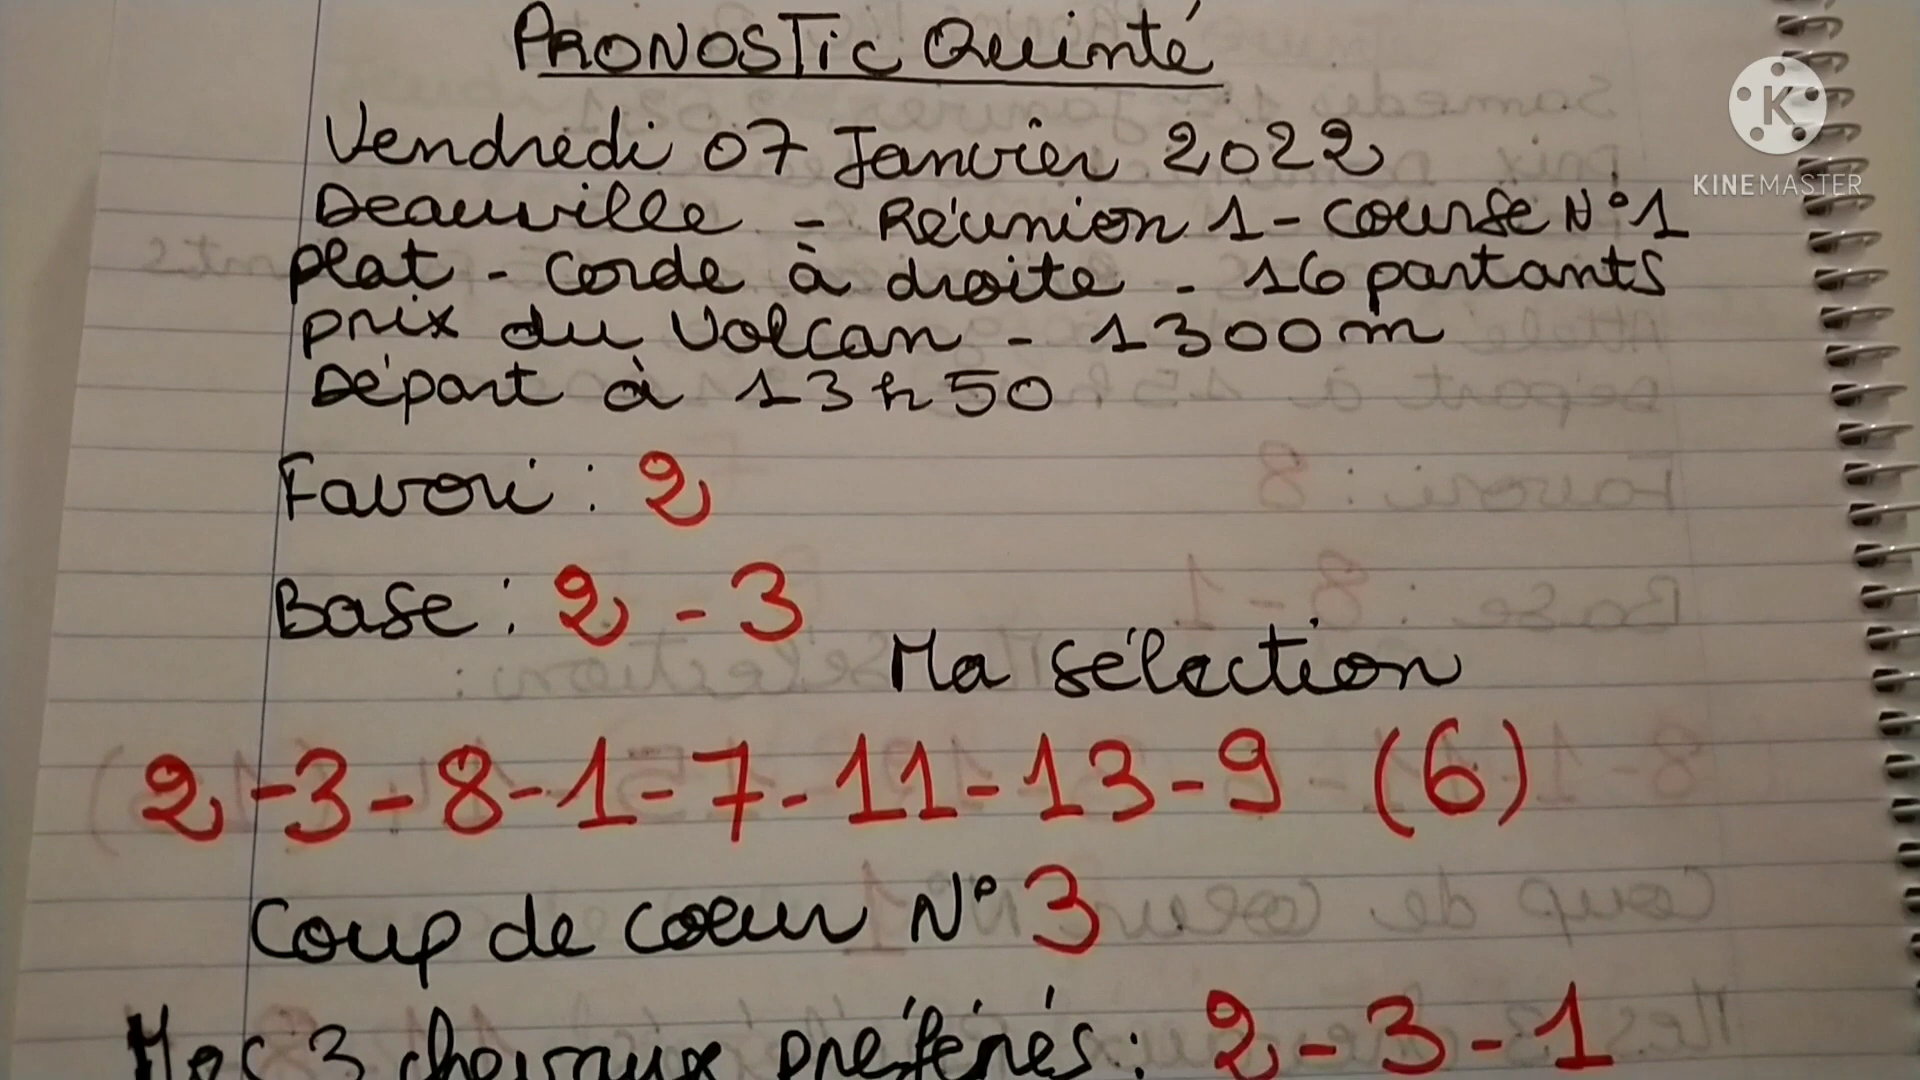 PRONOSTIC Quinté
Vendredi 07 Janvier 2022
Deauville - Réunion 1 - course N°1
plat - corde à droite - 16 partants
prix du Volcan - 1300m
Départ à 13h50
Favori : 2
Base : 2 - 3
Ma sélection
2 - 3 - 8 - 1 - 7 - 11 - 13 - 9 (6)
Coup de coeur N° 3
Mes 3 chevaux préférés : 2 - 3 - 1
K
KINEMASTER